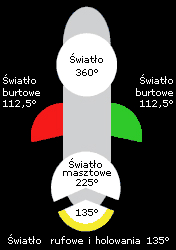 Światło
360°
Światło
burtowe
112,5°
Światło
burtowe
112,5°
Światło
masztowe
225°
135°
Światło rufowe i holowania 135°